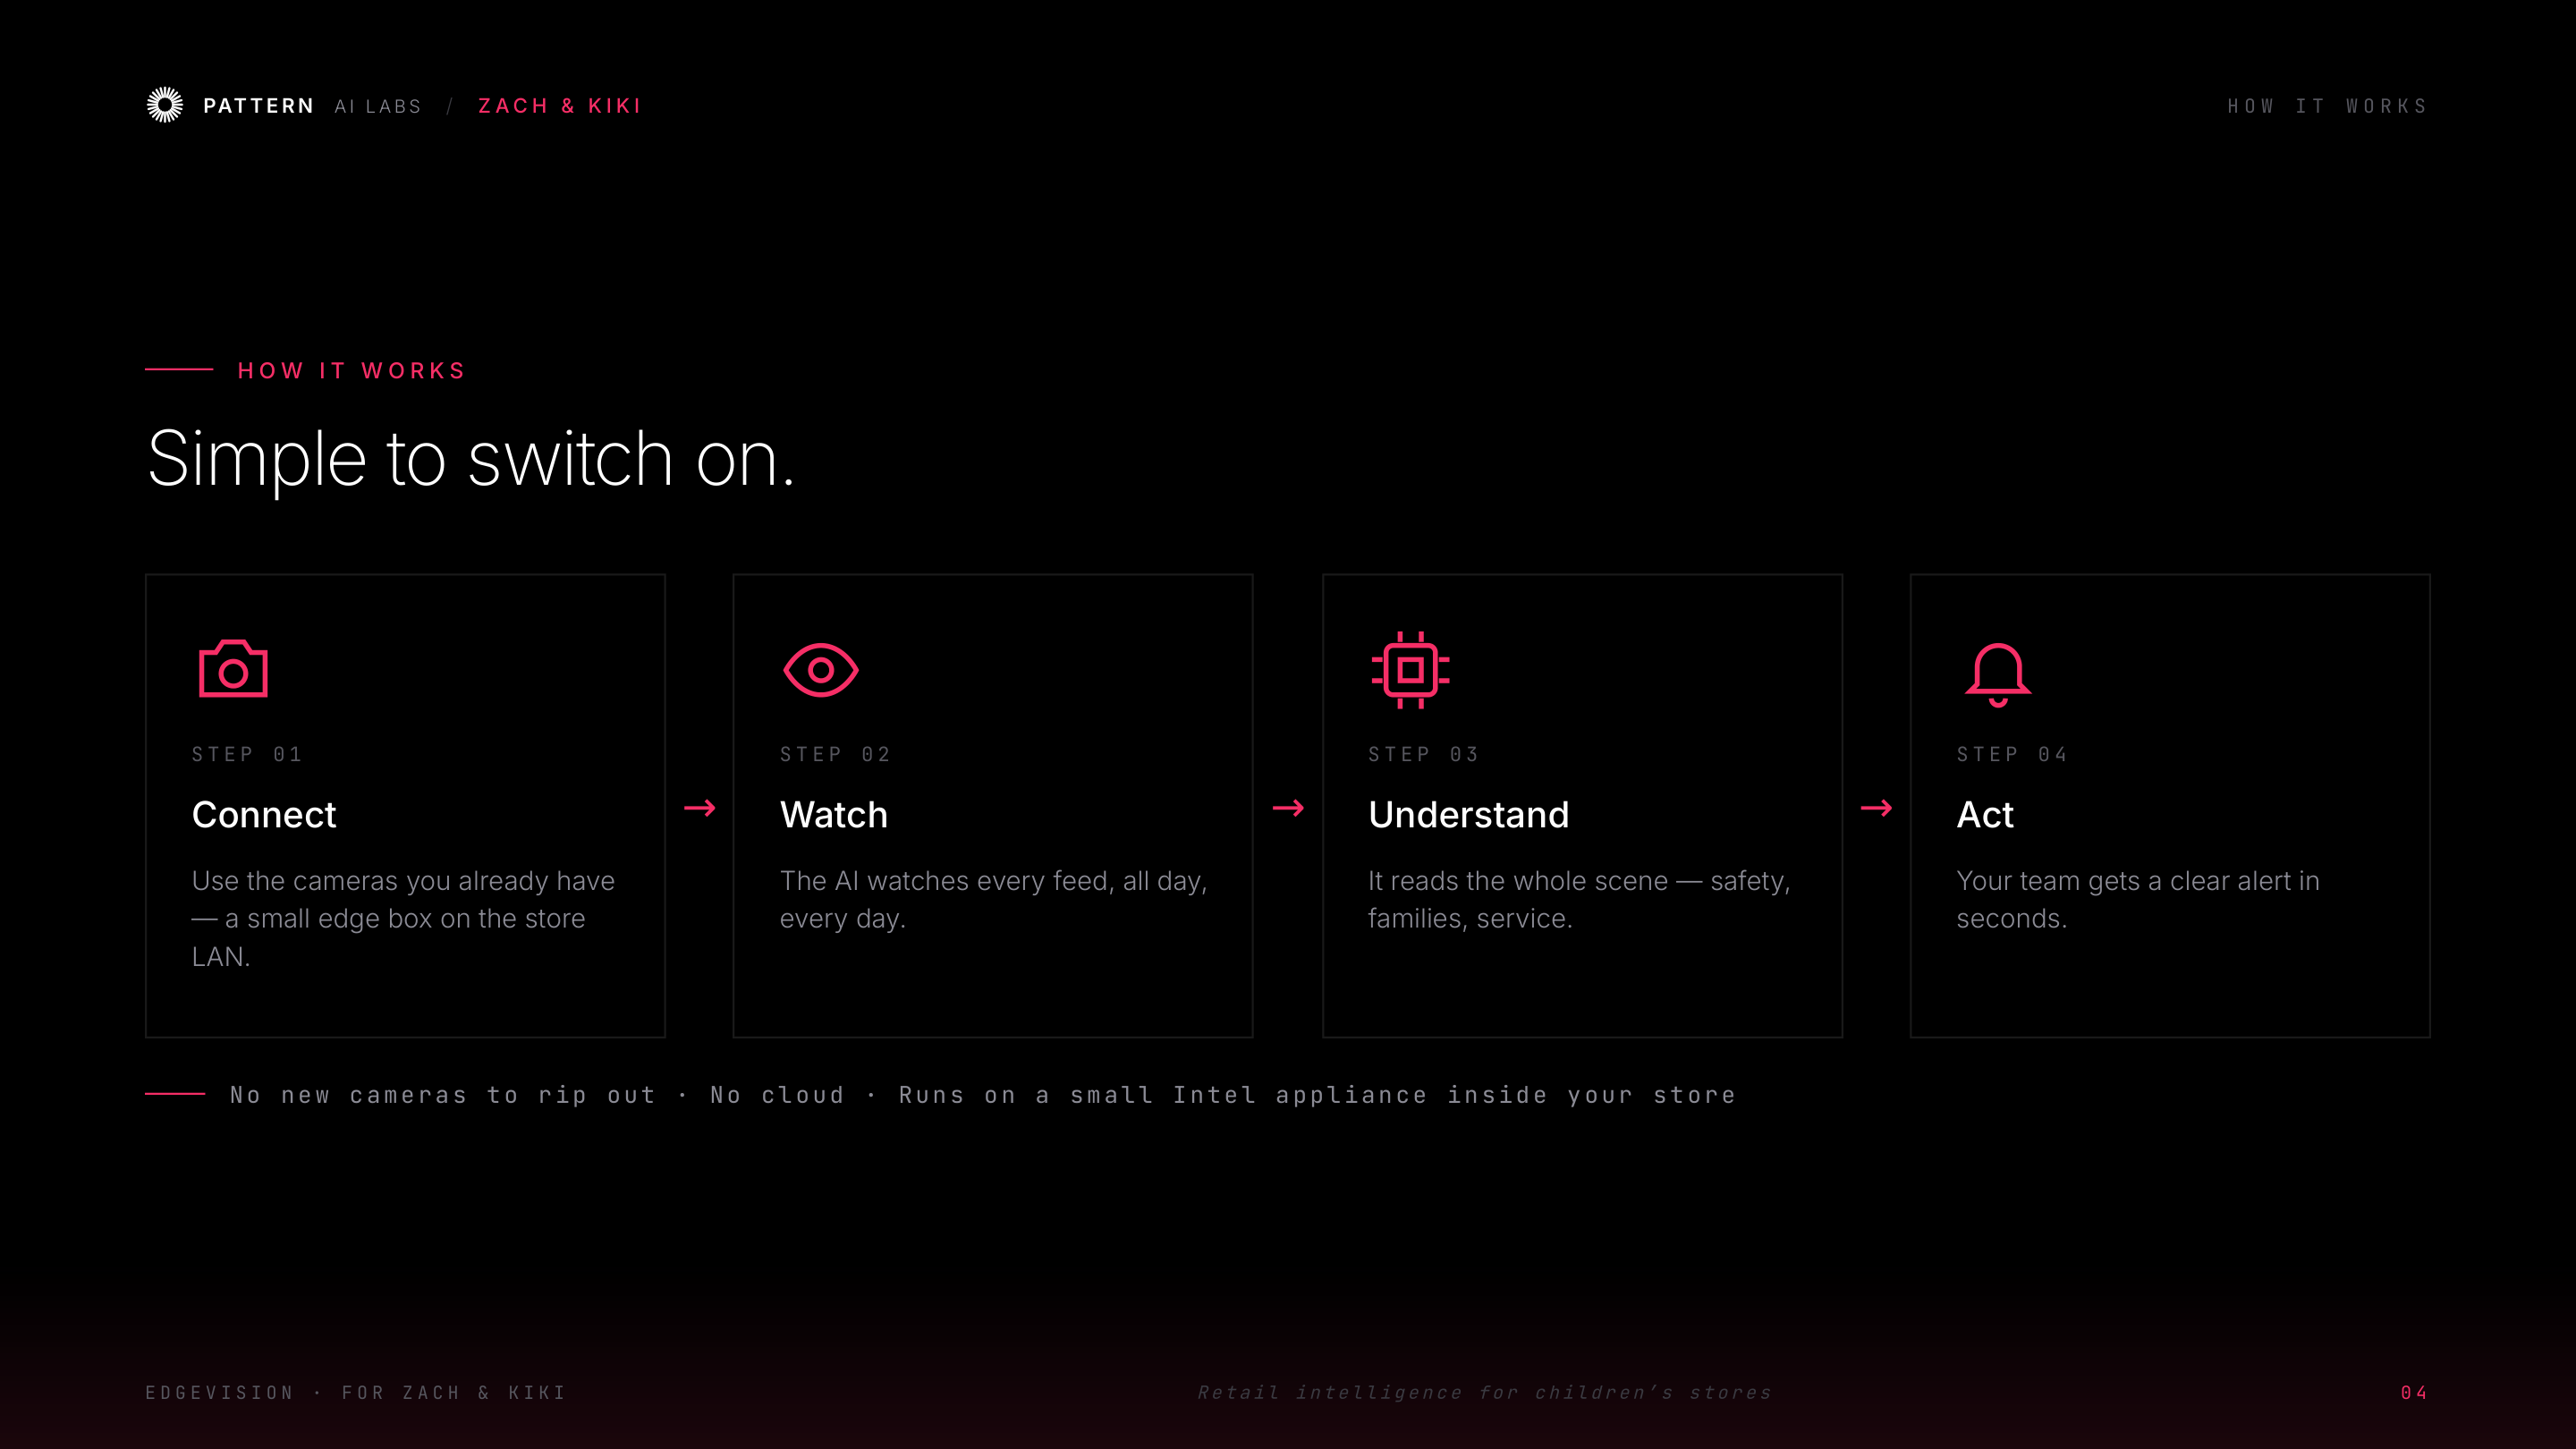 PATTERN AI LABS / ZACH & KIKI
HOW IT WORKS
HOW IT WORKS
Simple to switch on.
STEP 01
Connect
Use the cameras you already have
— a small edge box on the store
LAN.
→
STEP 02
Watch
The AI watches every feed, all day,
every day.
→
STEP 03
Understand
It reads the whole scene — safety,
families, service.
→
STEP 04
Act
Your team gets a clear alert in
seconds.
No new cameras to rip out · No cloud · Runs on a small Intel appliance inside your store
EDGEVISION · FOR ZACH & KIKI
Retail intelligence for children’s stores
04